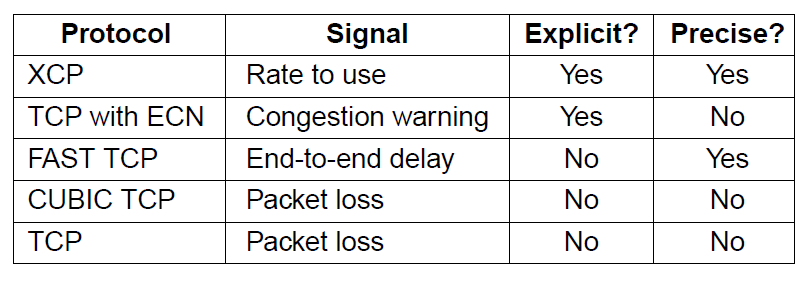 Protocol Signal Explicit? Precise?
XCP Rate to use Yes Yes
TCP with ECN Congestion warning Yes No
FAST TCP End-to-end delay No Yes
CUBIC TCP Packet loss No No
TCP Packet loss No No